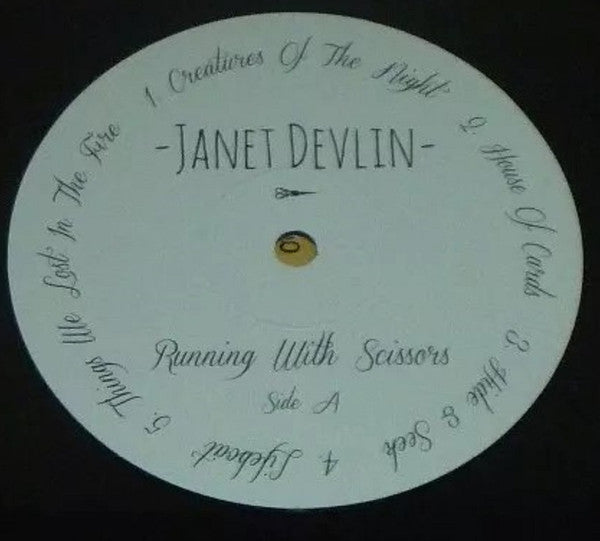 -JANET DEVLIN-
Running With Scissors
Side A
1. Creatures Of The Night
2. House Of Cards
3. Hide & Seek
4. Lifeboat
5. Things We Lost In The Fire